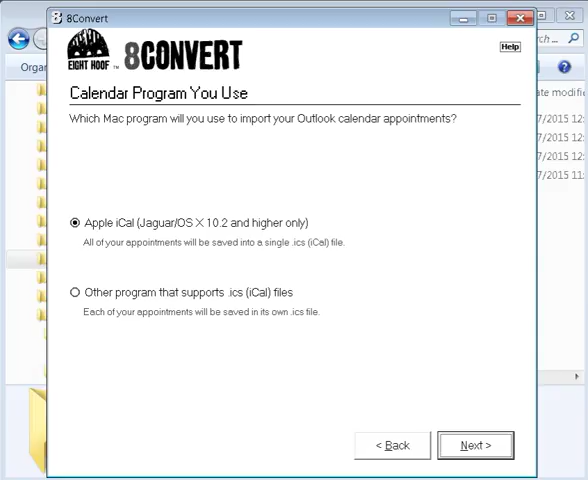 8Convert
ch...
EIGHT HOOF™ 8CONVERT
Help
Organ
Calendar Program You Use
ate modifie
Which Mac program will you use to import your Outlook calendar appointments?
7/2015 12:
7/2015 12:
7/2015 12:
7/2015 11:
Apple iCal (Jaguar/OS X 10.2 and higher only)
All of your appointments will be saved into a single .ics (iCal) file.
Other program that supports .ics (iCal) files
Each of your appointments will be saved in its own .ics file.
< Back
Next >